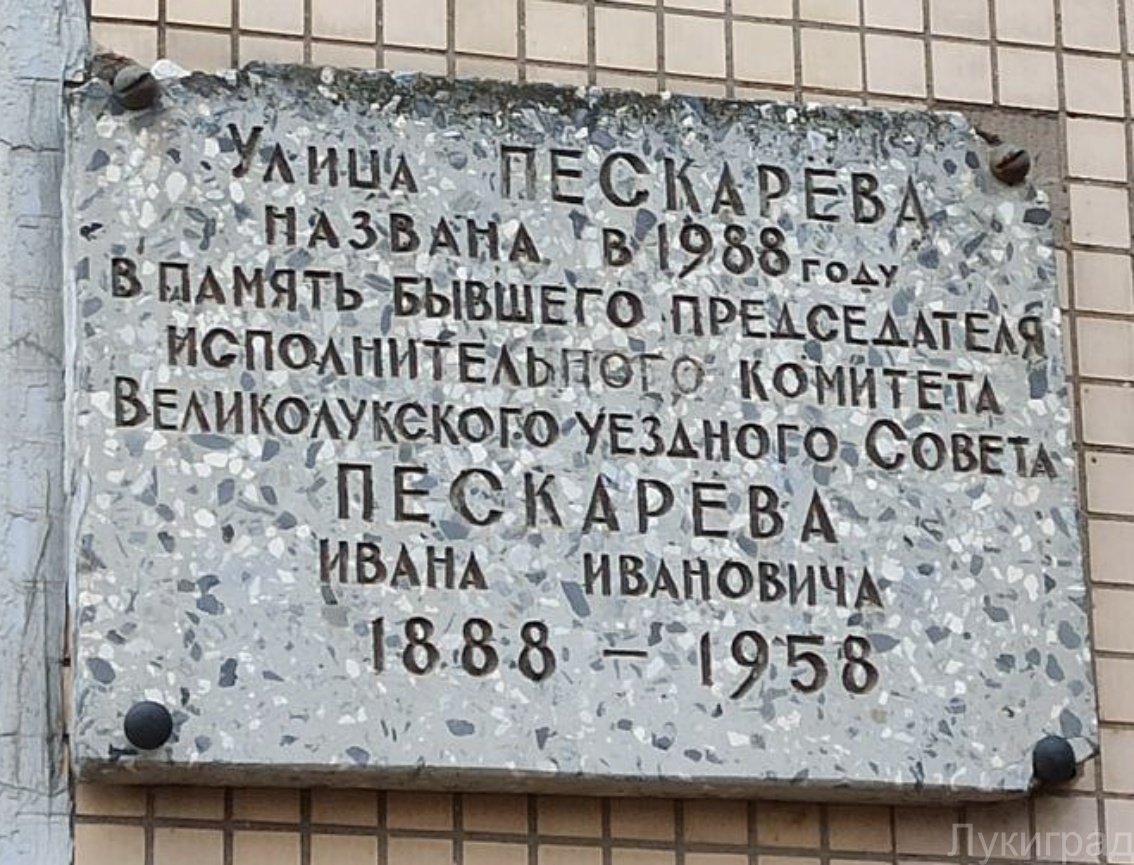 Улица ПЕСКАРЁВА
НАЗВАНА В 1988 году
В ПАМЯТЬ БЫВШЕГО ПРЕДСЕДАТЕЛЯ
ИСПОЛНИТЕЛЬНОГО КОМИТЕТА
ВЕЛИКОЛУКСКОГО УЕЗДНОГО СОВЕТА
ПЕСКАРЁВА
ИВАНА ИВАНОВИЧА
1888 – 1958
Лукиград